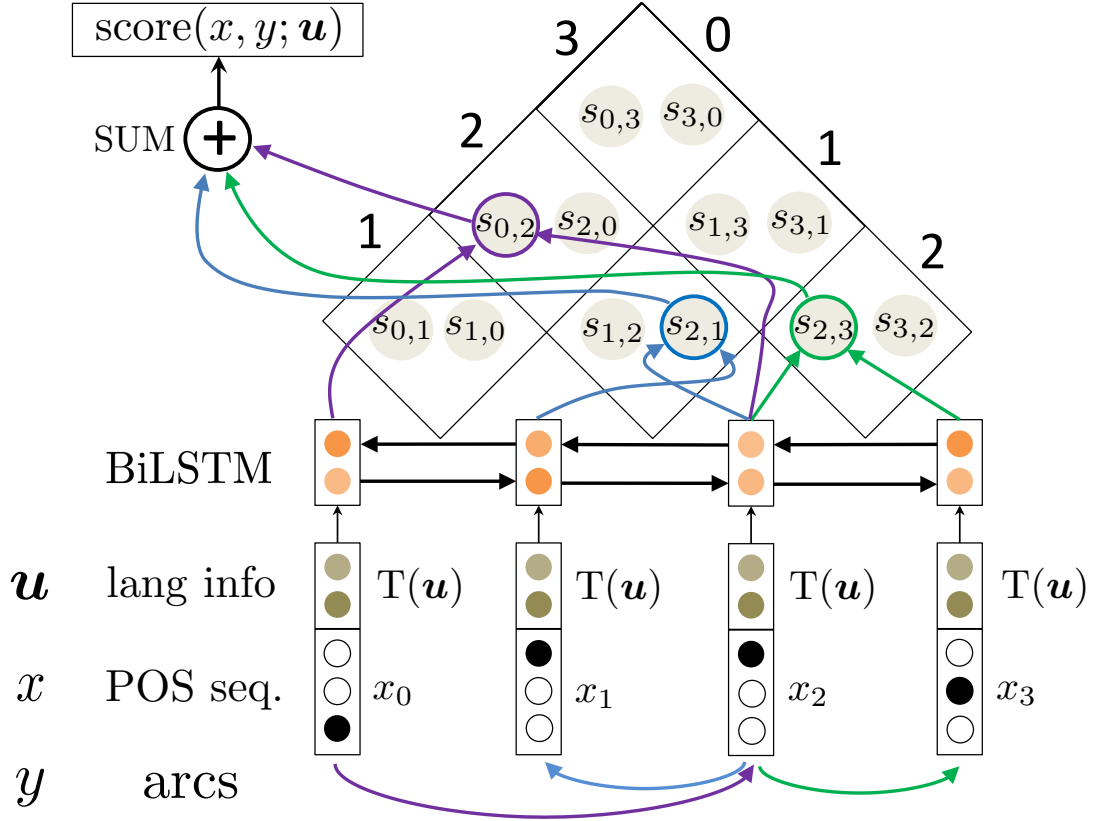 score(x, y; u)
3 0
SUM +
2 1
s0,3 s3,0
1 2
s0,2 s2,0 s1,3 s3,1
s0,1 s1,0 s1,2 s2,1 s2,3 s3,2
BiLSTM
u lang info T(u) T(u) T(u) T(u)
x POS seq. x0 x1 x2 x3
y arcs